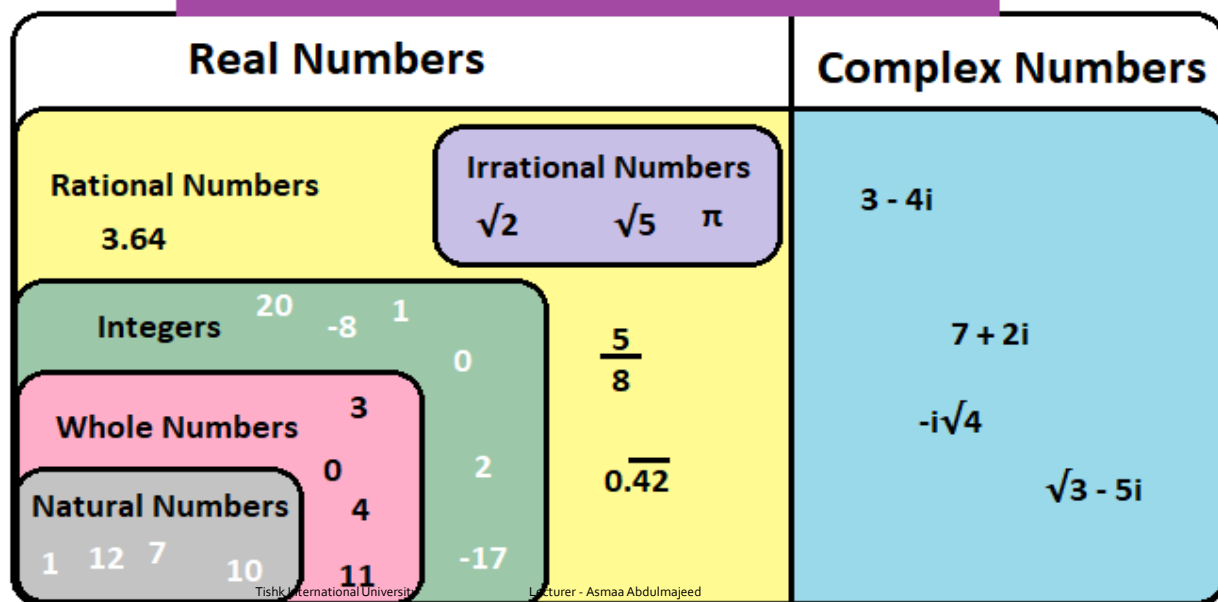 Real Numbers
Complex Numbers
Rational Numbers
3.64
Irrational Numbers
√2 √5 π
3 - 4i
Integers 20 -8 1
0
5
8
7 + 2i
Whole Numbers 3
0
4
11
2
-17
0.4̅2̅
-i√4
√3 - 5i
Natural Numbers
1 12 7 10
Tishk International University
Lecturer - Asmaa Abdulmajeed